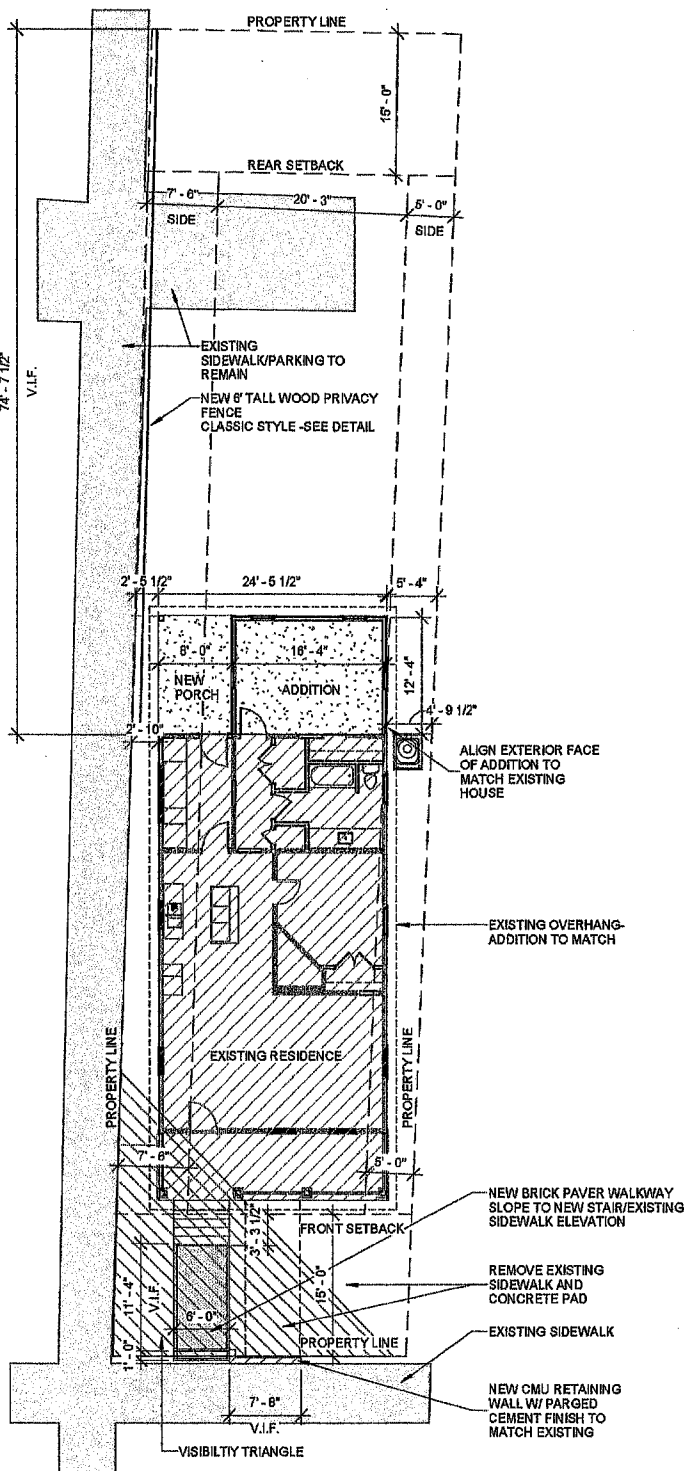 PROPERTY LINE
15' - 0"
REAR SETBACK
7' - 6"
20' - 3"
5' - 0"
SIDE
SIDE
74' - 7 1/2"
V.I.F.
EXISTING
SIDEWALK/PARKING TO
REMAIN
NEW 6' TALL WOOD PRIVACY
FENCE
CLASSIC STYLE -SEE DETAIL
2' - 5 1/2"
24' - 5 1/2"
5' - 4"
8' - 0"
16' - 4"
12' - 4"
NEW
PORCH
ADDITION
4' - 9 1/2"
2' - 10"
ALIGN EXTERIOR FACE
OF ADDITION TO
MATCH EXISTING
HOUSE
EXISTING OVERHANG-
ADDITION TO MATCH
EXISTING RESIDENCE
PROPERTY LINE
PROPERTY LINE
7' - 6"
5' - 0"
NEW BRICK PAVER WALKWAY
SLOPE TO NEW STAIR/EXISTING
SIDEWALK ELEVATION
FRONT SETBACK
3' - 3 1/2"
15' - 0"
11' - 4"
V.I.F.
6' - 0"
REMOVE EXISTING
SIDEWALK AND
CONCRETE PAD
PROPERTY LINE
EXISTING SIDEWALK
1' - 0"
7' - 6"
V.I.F.
NEW CMU RETAINING
WALL W/ PARGED
CEMENT FINISH TO
MATCH EXISTING
VISIBILTIY TRIANGLE